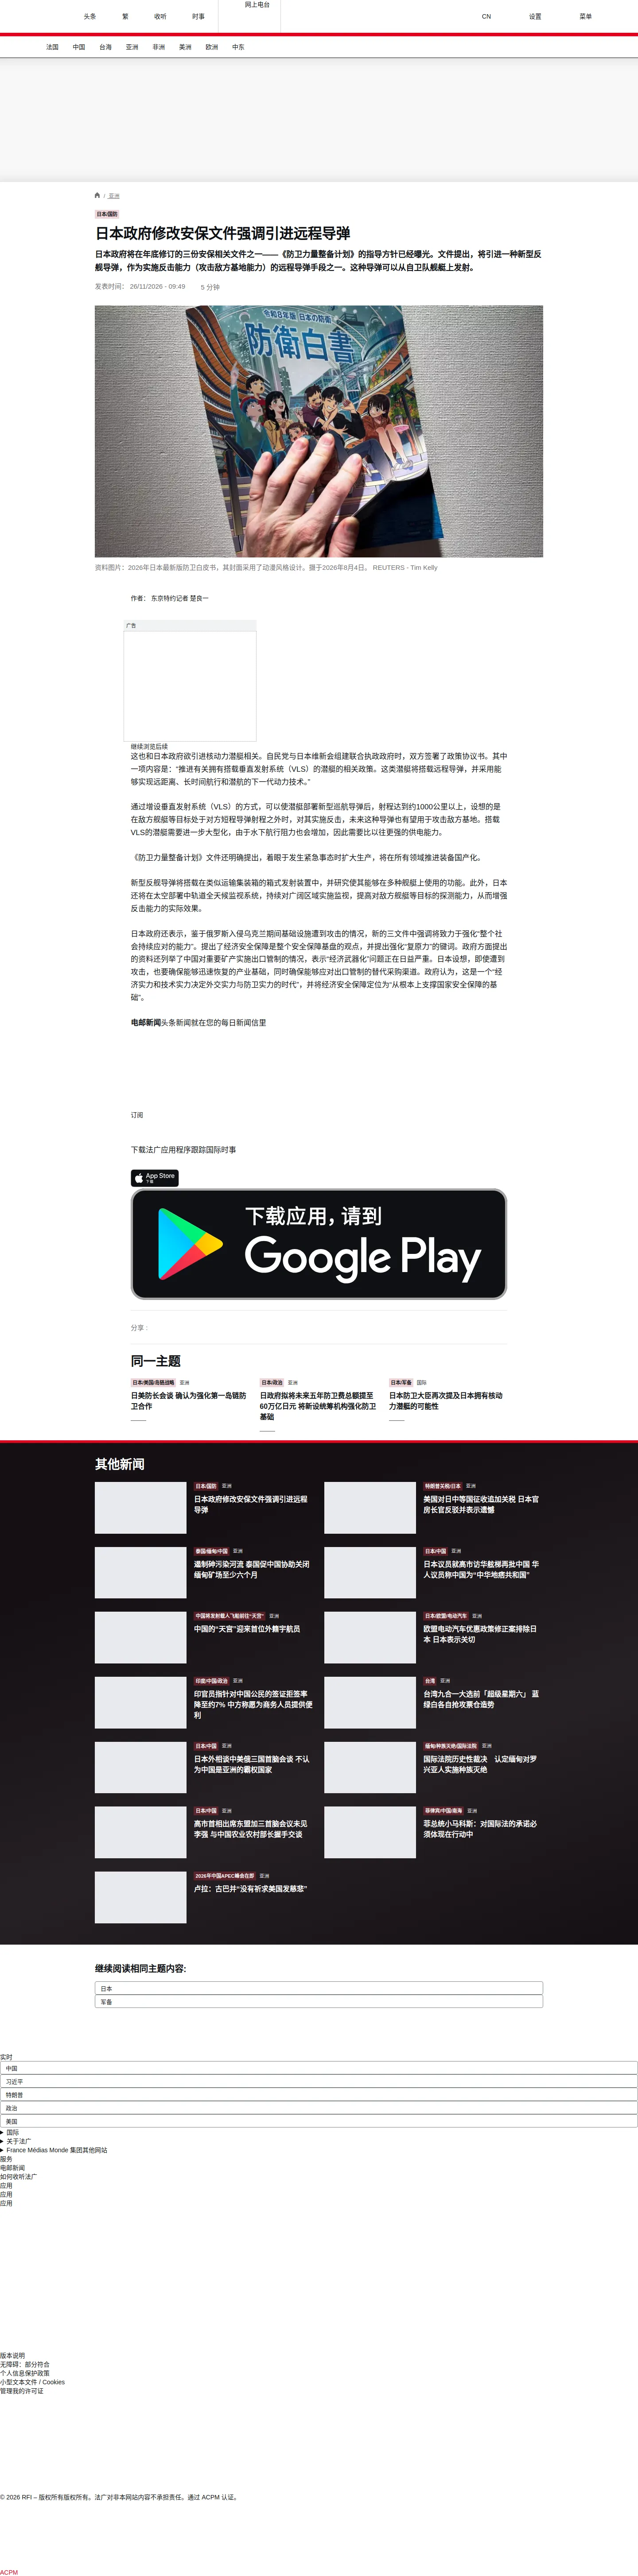 头条
繁
收听
时事
网上电台
CN
设置
菜单
法国
中国
台海
亚洲
非洲
美洲
欧洲
中东
/ 亚洲
日本/国防
日本政府修改安保文件强调引进远程导弹
日本政府将在年底修订的三份安保相关文件之一——《防卫力量整备计划》的指导方针已经曝光。文件提出，将引进一种新型反
舰导弹，作为实施反击能力（攻击敌方基地能力）的远程导弹手段之一。这种导弹可以从自卫队舰艇上发射。
发表时间： 26/11/2026 - 09:49
5 分钟
令和8年版 日本の防衛
防衛白書
资料图片：2026年日本最新版防卫白皮书，其封面采用了动漫风格设计。摄于2026年8月4日。 REUTERS - Tim Kelly
作者： 东京特约记者 楚良一
广告
继续浏览后续
这也和日本政府欲引进核动力潜艇相关。自民党与日本维新会组建联合执政政府时，双方签署了政策协议书。其中
一项内容是：“推进有关拥有搭载垂直发射系统（VLS）的潜艇的相关政策。这类潜艇将搭载远程导弹，并采用能
够实现远距离、长时间航行和潜航的下一代动力技术。”
通过增设垂直发射系统（VLS）的方式，可以使潜艇部署新型巡航导弹后，射程达到约1000公里以上，设想的是
在敌方舰艇等目标处于对方短程导弹射程之外时，对其实施反击，未来这种导弹也有望用于攻击敌方基地。搭载
VLS的潜艇需要进一步大型化，由于水下航行阻力也会增加，因此需要比以往更强的供电能力。
《防卫力量整备计划》文件还明确提出，着眼于发生紧急事态时扩大生产，将在所有领域推进装备国产化。
新型反舰导弹将搭载在类似运输集装箱的箱式发射装置中，并研究使其能够在多种舰艇上使用的功能。此外，日本
还将在太空部署中轨道全天候监视系统，持续对广阔区域实施监视，提高对敌方舰艇等目标的探测能力，从而增强
反击能力的实际效果。
日本政府还表示，鉴于俄罗斯入侵乌克兰期间基础设施遭到攻击的情况，新的三文件中强调将致力于强化“整个社
会持续应对的能力”。提出了经济安全保障是整个安全保障基盘的观点，并提出强化“复原力”的键词。政府方面提出
的资料还列举了中国对重要矿产实施出口管制的情况，表示“经济武器化”问题正在日益严重。日本设想，即使遭到
攻击，也要确保能够迅速恢复的产业基础，同时确保能够应对出口管制的替代采购渠道。政府认为，这是一个“经
济实力和技术实力决定外交实力与防卫实力的时代”，并将经济安全保障定位为“从根本上支撑国家安全保障的基
础”。
电邮新闻头条新闻就在您的每日新闻信里
订阅
下载法广应用程序跟踪国际时事
App Store
下载
下载应用，请到
Google Play
分享 :
同一主题
日本/美国/岛链战略 亚洲
日美防长会谈 确认为强化第一岛链防
卫合作
日本/政治 亚洲
日政府拟将未来五年防卫费总额提至
60万亿日元 将新设统筹机构强化防卫
基础
日本/军备 国际
日本防卫大臣再次提及日本拥有核动
力潜艇的可能性
其他新闻
日本/国防 亚洲
日本政府修改安保文件强调引进远程
导弹
特朗普关税/日本 亚洲
美国对日中等国征收追加关税 日本官
房长官反驳并表示遗憾
泰国/缅甸/中国 亚洲
遏制砷污染河流 泰国促中国协助关闭
缅甸矿场至少六个月
日本/中国 亚洲
日本议员就高市访华舷梯再批中国 华
人议员称中国为“中华地痞共和国”
中国将发射载人飞船前往“天宫” 亚洲
中国的“天宫”迎来首位外籍宇航员
日本/欧盟/电动汽车 亚洲
欧盟电动汽车优惠政策修正案排除日
本 日本表示关切
印度/中国/政治 亚洲
印官员指针对中国公民的签证拒签率
降至约7% 中方称愿为商务人员提供便
利
台湾 亚洲
台湾九合一大选前「超级星期六」 蓝
绿白各自抢攻票仓造势
日本/中国 亚洲
日本外相谈中美俄三国首脑会谈 不认
为中国是亚洲的霸权国家
缅甸/种族灭绝/国际法院 亚洲
国际法院历史性裁决 认定缅甸对罗
兴亚人实施种族灭绝
日本/中国 亚洲
高市首相出席东盟加三首脑会议未见
李强 与中国农业农村部长握手交谈
菲律宾/中国/南海 亚洲
菲总统小马科斯：对国际法的承诺必
须体现在行动中
2026年中国APEC峰会在即 亚洲
卢拉：古巴并“没有祈求美国发慈悲”
继续阅读相同主题内容:
日本
军备
实时
中国
习近平
特朗普
政治
美国
国际
关于法广
France Médias Monde 集团其他网站
服务
电邮新闻
如何收听法广
应用
应用
应用
版本说明
无障碍：部分符合
个人信息保护政策
小型文本文件 / Cookies
管理我的许可证
© 2026 RFI – 版权所有版权所有。法广对非本网站内容不承担责任。通过 ACPM 认证。
ACPM